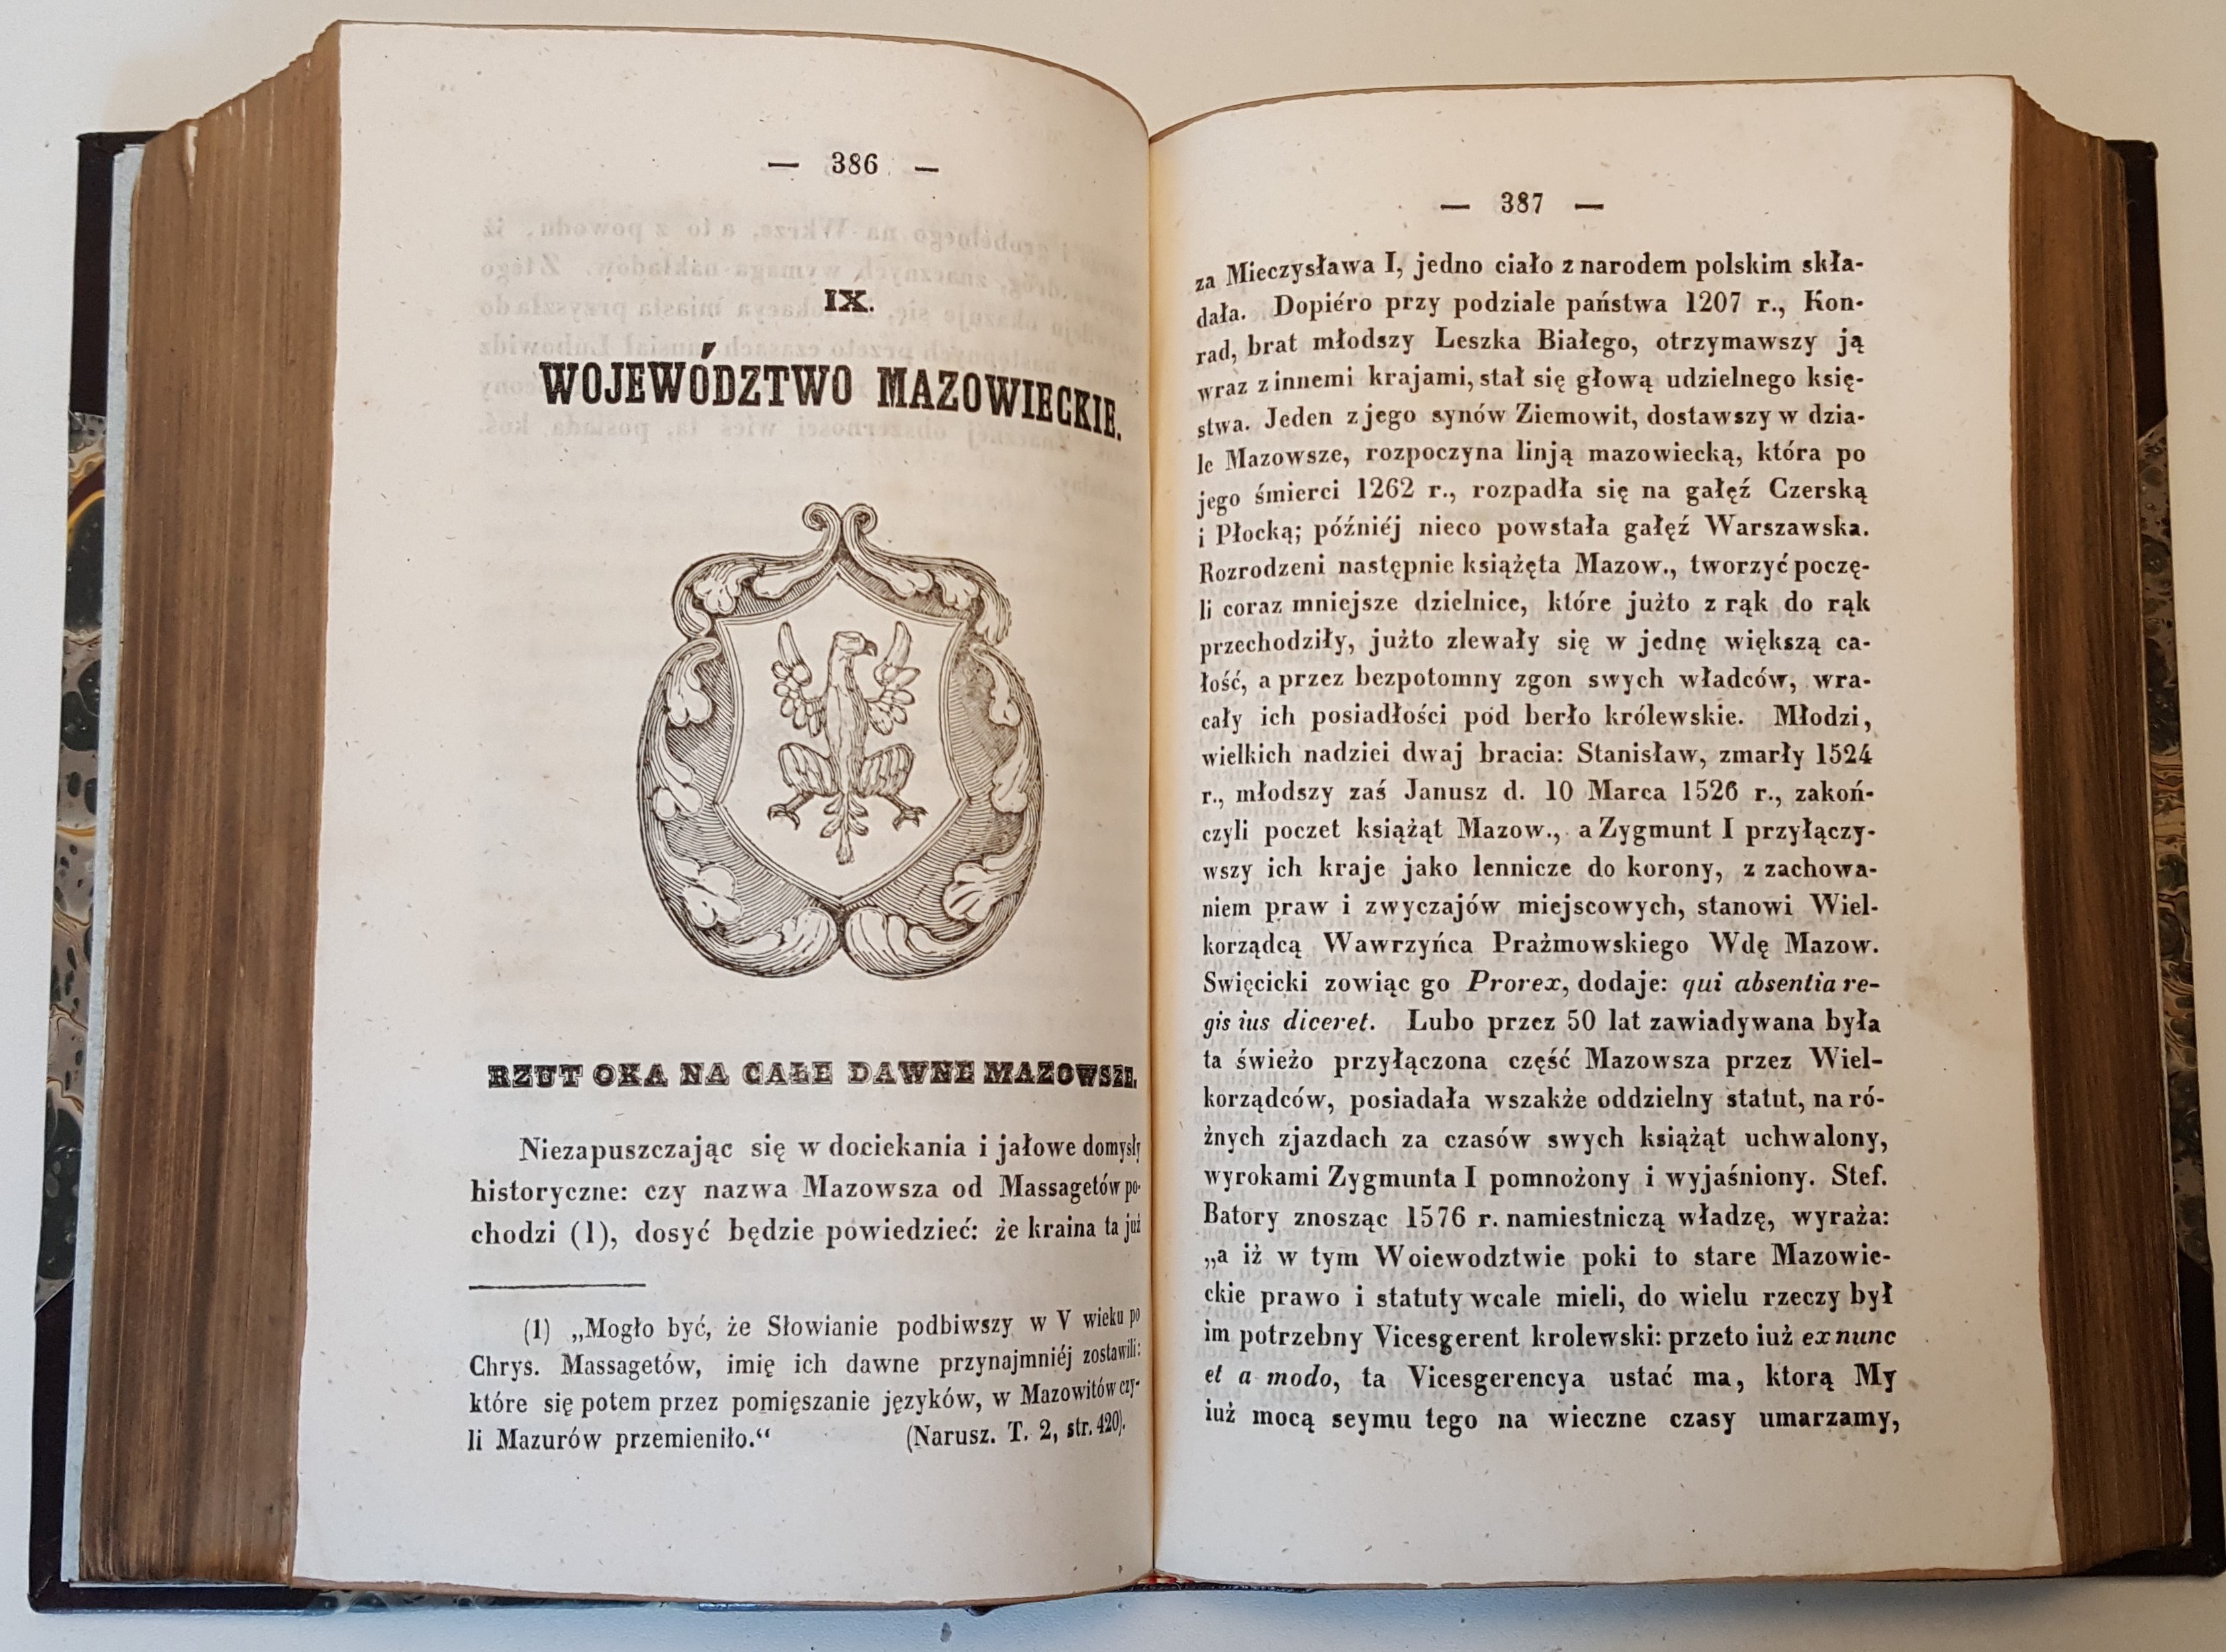 — 386 —
IX.
WOJEWÓDZTWO MAZOWIECKIE.
RZUT OKA NA CAŁE DAWNE MAZOWSZE.
Niezapuszczając się w dociekania i jałowe domysły
historyczne: czy nazwa Mazowsza od Massagetów po-
chodzi (1), dosyć będzie powiedzieć: że kraina ta już
(1) „Mogło być, że Słowianie podbiwszy w V wieku po
Chrys. Massagetów, imię ich dawne przynajmniéj zostawili:
które się potem przez pomięszanie języków, w Mazowitów czy-
li Mazurów przemieniło.“ (Narusz. T. 2, str. 420).
— 387 —
za Mieczysława I, jedno ciało z narodem polskim skła-
dała. Dopiéro przy podziale państwa 1207 r., Kon-
rad, brat młodszy Leszka Białego, otrzymawszy ją
wraz z innemi krajami, stał się głową udzielnego księ-
stwa. Jeden z jego synów Ziemowit, dostawszy w dzia-
le Mazowsze, rozpoczyna linją mazowiecką, która po
jego śmierci 1262 r., rozpadła się na gałęź Czerską
i Płocką; późniéj nieco powstała gałęź Warszawska.
Rozrodzeni następnie książęta Mazow., tworzyć poczę-
li coraz mniejsze dzielnice, które jużto z rąk do rąk
przechodziły, jużto zlewały się w jednę większą ca-
łość, a przez bezpotomny zgon swych władców, wra-
cały ich posiadłości pod berło królewskie. Młodzi,
wielkich nadziei dwaj bracia: Stanisław, zmarły 1524
r., młodszy zaś Janusz d. 10 Marca 1526 r., zakoń-
czyli poczet książąt Mazow., a Zygmunt I przyłączy-
wszy ich kraje jako lennicze do korony, z zachowa-
niem praw i zwyczajów miejscowych, stanowi Wiel-
korządcą Wawrzyńca Prażmowskiego Wdę Mazow.
Swięcicki zowiąc go Prorex, dodaje: qui absentia re-
gis ius diceret. Lubo przez 50 lat zawiadywana była
ta świeżo przyłączona część Mazowsza przez Wiel-
korządców, posiadała wszakże oddzielny statut, na ró-
żnych zjazdach za czasów swych książąt uchwalony,
wyrokami Zygmunta I pomnożony i wyjaśniony. Stef.
Batory znosząc 1576 r. namiestniczą władzę, wyraża:
„a iż w tym Woiewodztwie poki to stare Mazowie-
ckie prawo i statuty wcale mieli, do wielu rzeczy był
im potrzebny Vicesgerent krolewski: przeto iuż ex nunc
et a modo, ta Vicesgerencya ustać ma, ktorą My
iuż mocą seymu tego na wieczne czasy umarzamy,